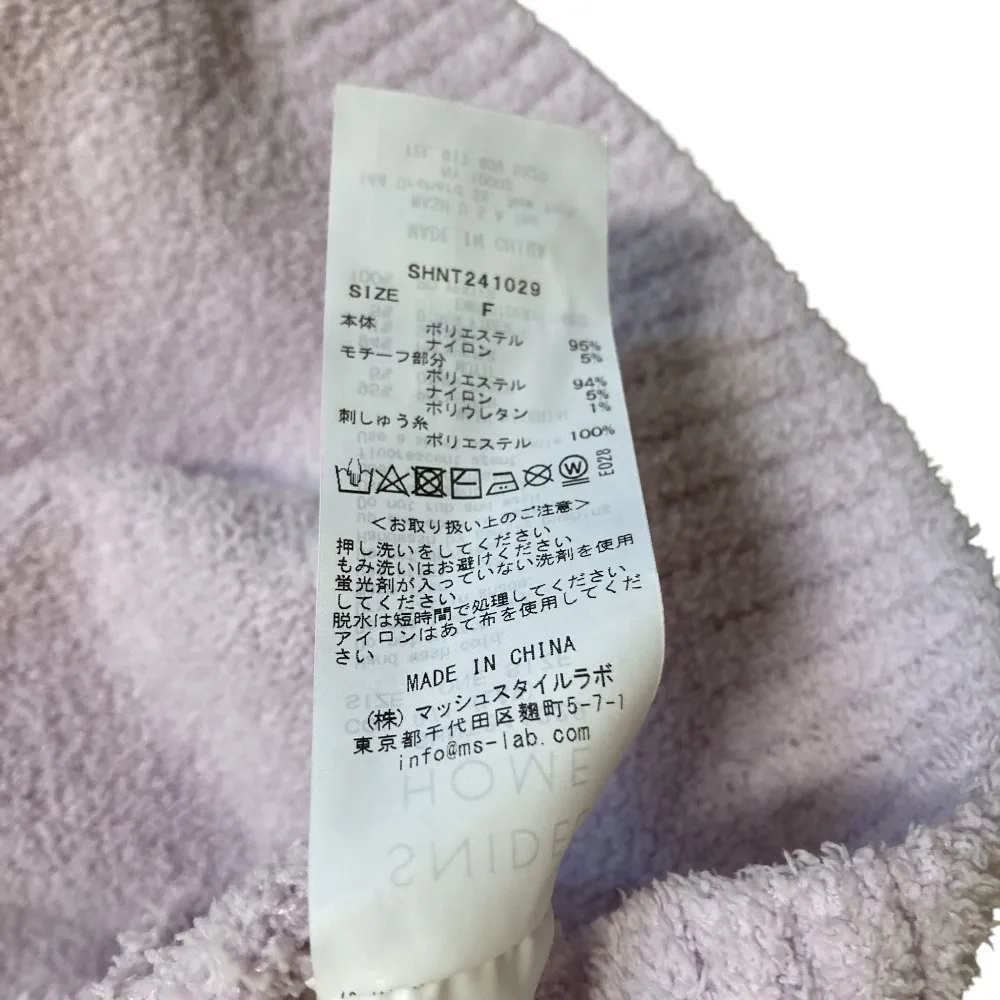 SHNT241029
SIZE F
本体 ポリエステル 95%
ナイロン 5%
モチーフ部分
ポリエステル 94%
ナイロン 5%
ポリウレタン 1%
刺しゅう糸
ポリエステル 100%
W E028
＜お取り扱い上のご注意＞
押し洗いをしてください
もみ洗いはお避けください
蛍光剤が入っていない洗剤を使用
してください
脱水は短時間で処理してください
アイロンはあて布を使用してくだ
さい
MADE IN CHINA
(株) マッシュスタイルラボ
東京都千代田区麹町5-7-1
info@ms-lab.com
HOME
SNIDE